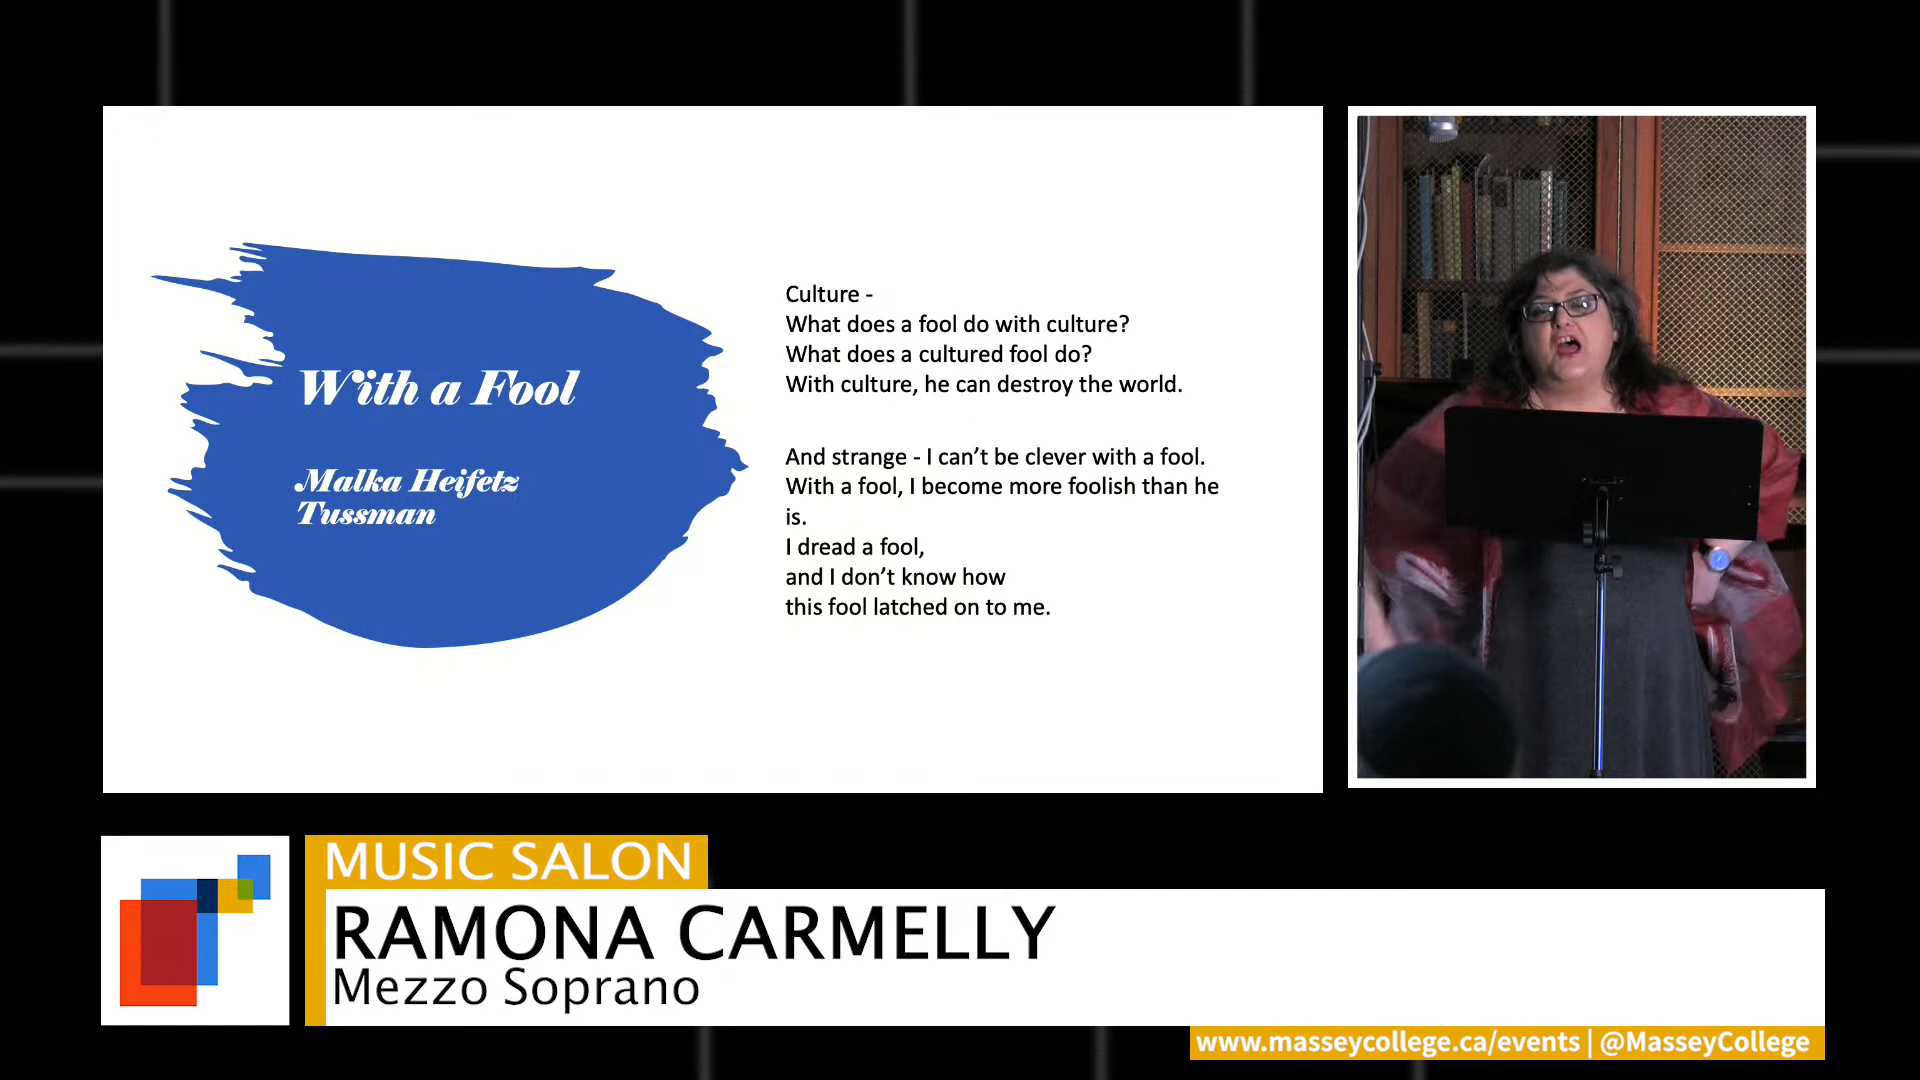 With a Fool
Malka Heifetz
Tussman
Culture -
What does a fool do with culture?
What does a cultured fool do?
With culture, he can destroy the world.
And strange - I can’t be clever with a fool.
With a fool, I become more foolish than he
is.
I dread a fool,
and I don’t know how
this fool latched on to me.
MUSIC SALON
RAMONA CARMELLY
Mezzo Soprano
www.masseycollege.ca/events | @MasseyCollege